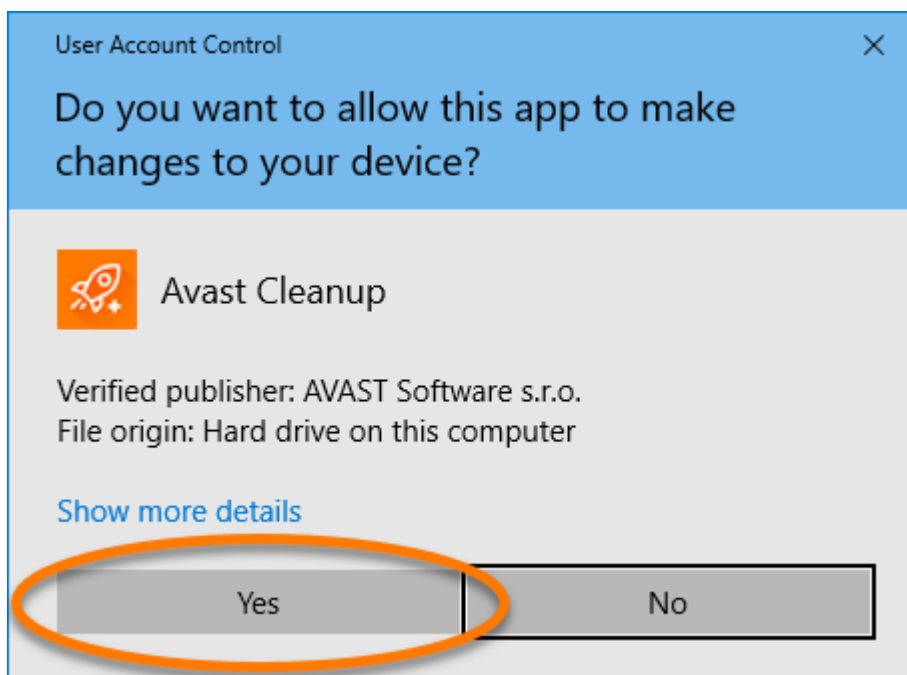 User Account Control
Do you want to allow this app to make
changes to your device?
Avast Cleanup
Verified publisher: AVAST Software s.r.o.
File origin: Hard drive on this computer
Show more details
Yes
No